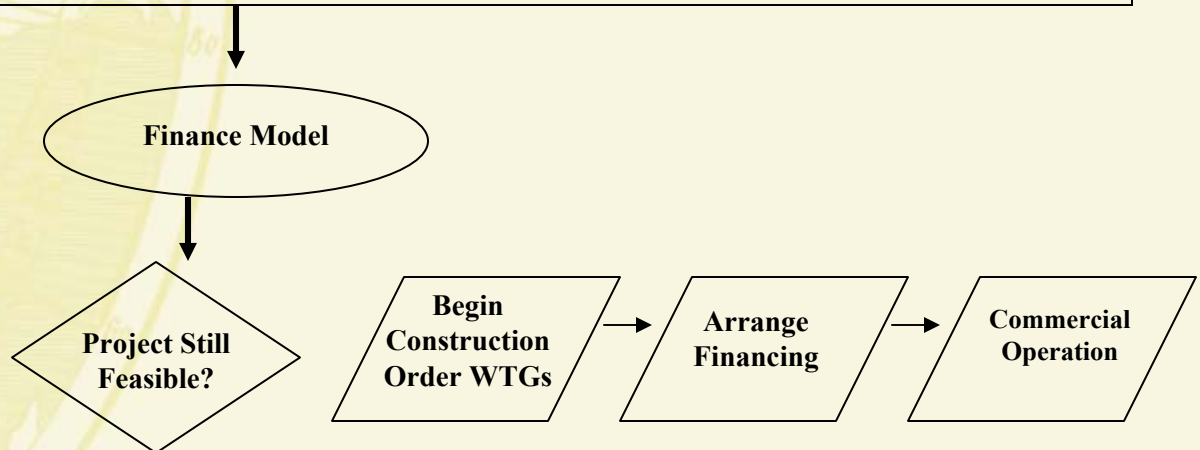 Finance Model
Project Still
Feasible?
Begin
Construction
Order WTGs
Arrange
Financing
Commercial
Operation